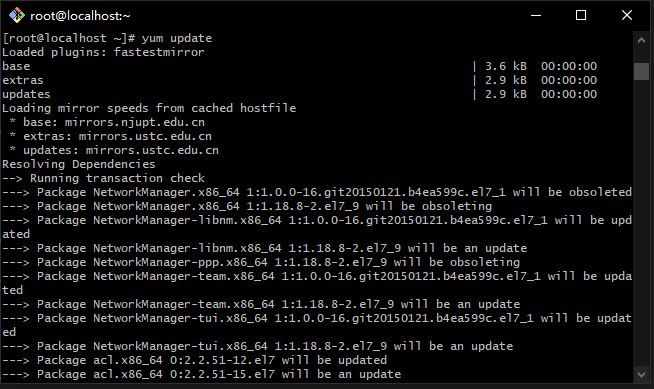 root@localhost:~
[root@localhost ~]# yum update
Loaded plugins: fastestmirror
base | 3.6 kB 00:00:00
extras | 2.9 kB 00:00:00
updates | 2.9 kB 00:00:00
Loading mirror speeds from cached hostfile
* base: mirrors.njupt.edu.cn
* extras: mirrors.ustc.edu.cn
* updates: mirrors.ustc.edu.cn
Resolving Dependencies
--> Running transaction check
---> Package NetworkManager.x86_64 1:1.0.0-16.git20150121.b4ea599c.el7_1 will be obsoleted
---> Package NetworkManager.x86_64 1:1.18.8-2.el7_9 will be obsoleting
---> Package NetworkManager-libnm.x86_64 1:1.0.0-16.git20150121.b4ea599c.el7_1 will be upd
ated
---> Package NetworkManager-libnm.x86_64 1:1.18.8-2.el7_9 will be an update
---> Package NetworkManager-ppp.x86_64 1:1.18.8-2.el7_9 will be obsoleting
---> Package NetworkManager-team.x86_64 1:1.0.0-16.git20150121.b4ea599c.el7_1 will be upda
ted
---> Package NetworkManager-team.x86_64 1:1.18.8-2.el7_9 will be an update
---> Package NetworkManager-tui.x86_64 1:1.0.0-16.git20150121.b4ea599c.el7_1 will be updat
ed
---> Package NetworkManager-tui.x86_64 1:1.18.8-2.el7_9 will be an update
---> Package acl.x86_64 0:2.2.51-12.el7 will be updated
---> Package acl.x86_64 0:2.2.51-15.el7 will be an update